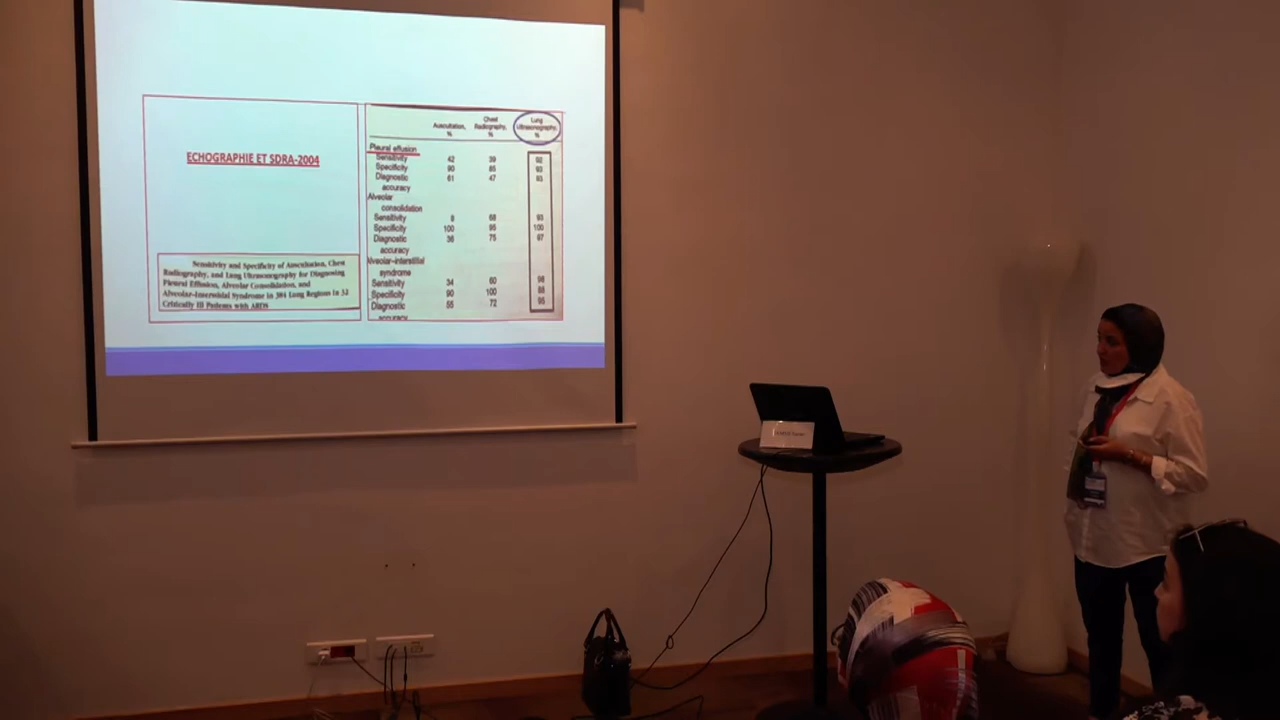 ECHOGRAPHIE ET SDRA-2004
Sensitivity and Specificity of Auscultation, Chest
Radiography, and Lung Ultrasonography for Diagnosing
Pleural Effusion, Alveolar Consolidation, and
Alveolar-Interstitial Syndrome in 384 Lung Regions in 32
Critically Ill Patients with ARDS
Auscultation, % Chest Radiography, % Lung Ultrasonography, %
Pleural effusion
Sensitivity 42 39 92
Specificity 90 85 93
Diagnostic accuracy 61 47 93
Alveolar consolidation
Sensitivity 8 68 93
Specificity 100 95 100
Diagnostic accuracy 36 75 97
Alveolar-interstitial syndrome
Sensitivity 34 60 98
Specificity 90 100 88
Diagnostic accuracy 55 72 95